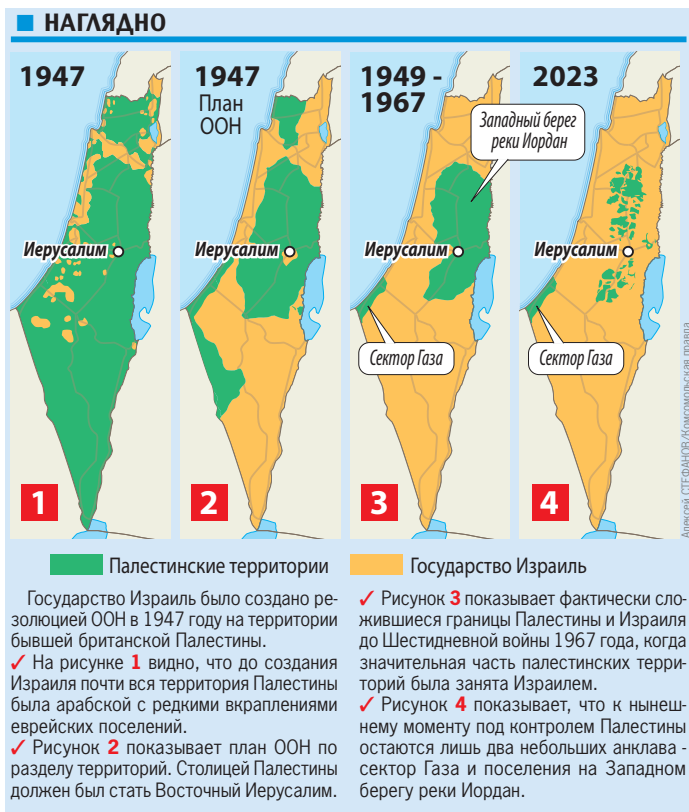 НАГЛЯДНО
1947
1947
План
ООН
1949 -
1967
2023
Западный берег
реки Иордан
Иерусалим
Иерусалим
Иерусалим
Иерусалим
Сектор Газа
Сектор Газа
1
2
3
4
Алексей СТЕФАНОВ/Комсомольская правда
Палестинские территории
Государство Израиль
Государство Израиль было создано ре-
золюцией ООН в 1947 году на территории
бывшей британской Палестины.
✓ На рисунке 1 видно, что до создания
Израиля почти вся территория Палестины
была арабской с редкими вкраплениями
еврейских поселений.
✓ Рисунок 2 показывает план ООН по
разделу территорий. Столицей Палестины
должен был стать Восточный Иерусалим.
✓ Рисунок 3 показывает фактически сло-
жившиеся границы Палестины и Израиля
до Шестидневной войны 1967 года, когда
значительная часть палестинских терри-
торий была занята Израилем.
✓ Рисунок 4 показывает, что к нынеш-
нему моменту под контролем Палестины
остаются лишь два небольших анклава -
сектор Газа и поселения на Западном
берегу реки Иордан.